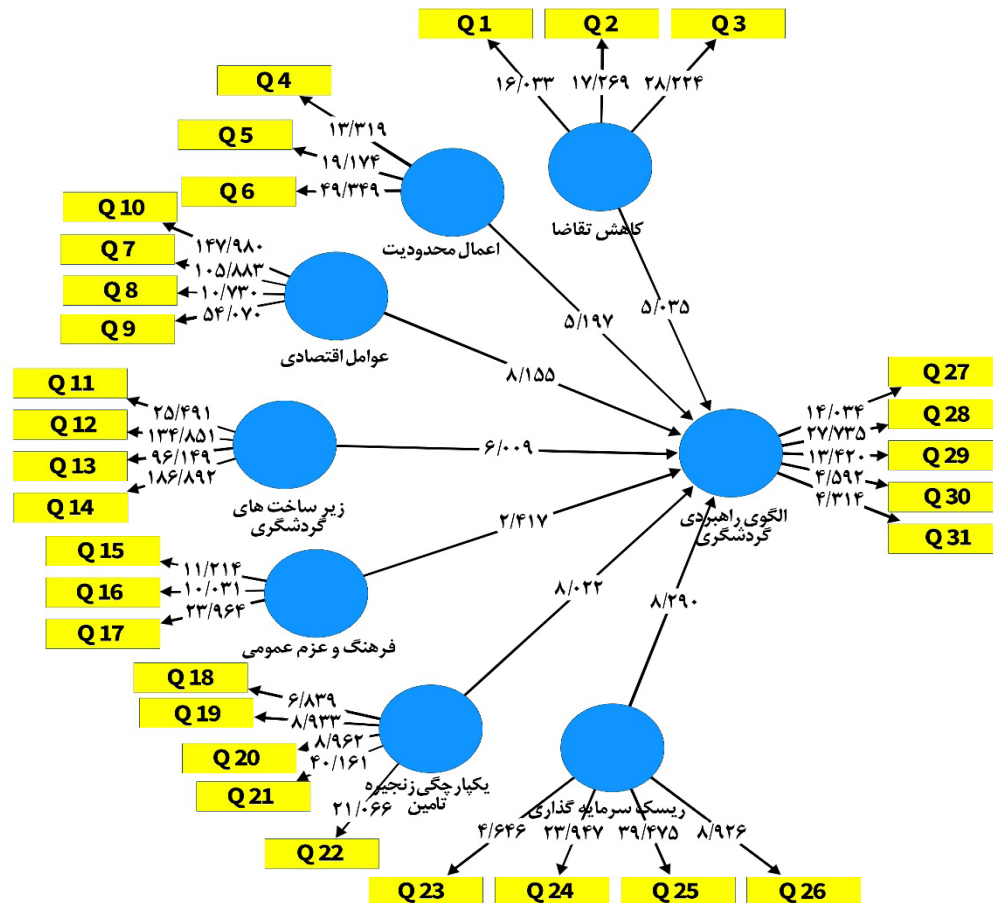 Q 1
Q 2
Q 3
۱۶/۰۳۳
۱۷/۲۶۹
۲۸/۲۲۴
کاهش تقاضا
۵/۰۳۵
Q 4
Q 5
Q 6
۱۳/۳۱۹
۱۹/۱۷۴
۴۹/۳۴۹
اعمال محدودیت
۵/۱۹۷
Q 10
Q 7
Q 8
Q 9
۱۴۷/۹۸۰
۱۰۵/۸۸۳
۱۰/۷۳۰
۵۴/۰۷۰
عوامل اقتصادی
۸/۱۵۵
Q 11
Q 12
Q 13
Q 14
۲۵/۴۹۱
۱۳۴/۸۵۱
۹۶/۱۴۹
۱۸۶/۸۹۲
زیر ساخت های
گردشگری
۶/۰۰۹
Q 15
Q 16
Q 17
۱۱/۲۱۴
۱۰/۰۳۱
۲۳/۹۶۴
فرهنگ و عزم عمومی
۲/۴۱۷
Q 18
Q 19
Q 20
Q 21
Q 22
۶/۸۳۹
۸/۹۳۳
۸/۹۶۲
۴۰/۱۶۱
۲۱/۰۶۶
یکپارچگی زنجیره
تامین
۸/۰۲۲
Q 23
Q 24
Q 25
Q 26
۴/۶۴۶
۲۳/۹۴۷
۳۹/۴۷۵
۸/۹۲۶
ریسک سرمایه گذاری
۸/۲۹۰
الگوی راهبردی
گردشگری
۱۴/۰۳۴
۲۷/۷۳۵
۱۳/۴۲۰
۴/۵۹۲
۴/۳۱۴
Q 27
Q 28
Q 29
Q 30
Q 31